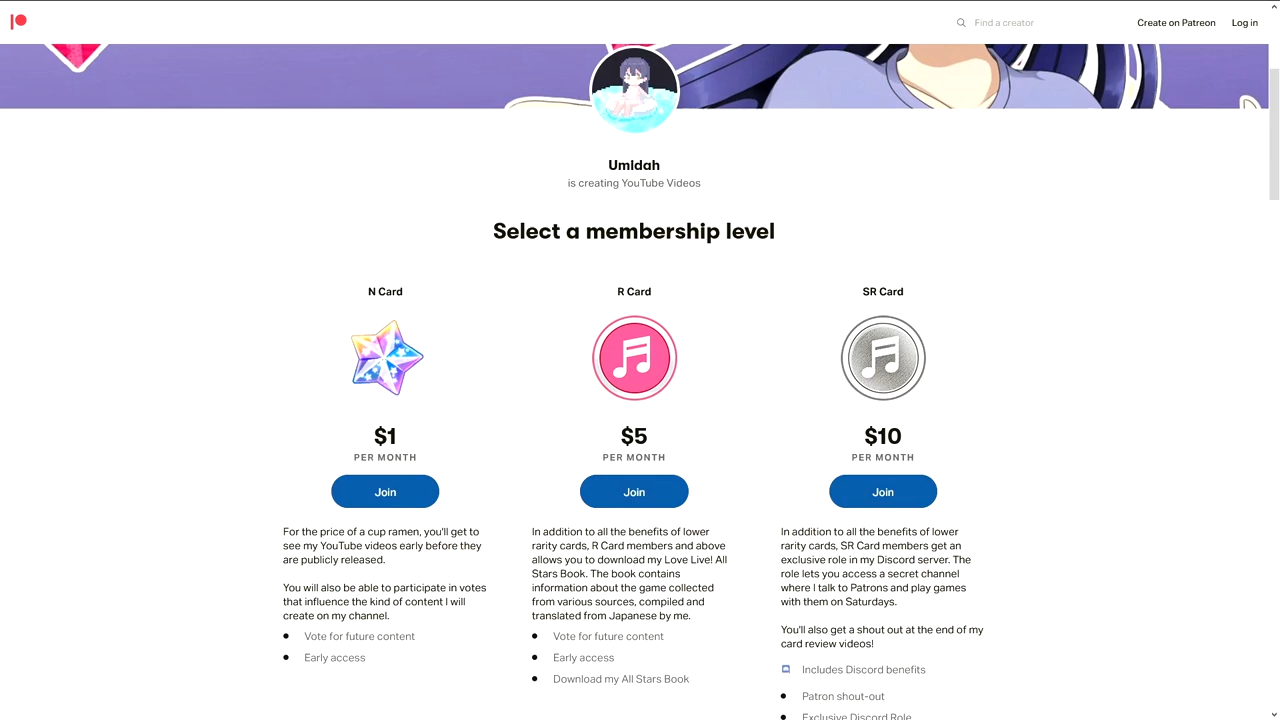 Find a creator
Create on Patreon
Log in
Umidah
is creating YouTube Videos
Select a membership level
N Card
$1
PER MONTH
Join
For the price of a cup ramen, you'll get to
see my YouTube videos early before they
are publicly released.
You will also be able to participate in votes
that influence the kind of content I will
create on my channel.
Vote for future content
Early access
R Card
$5
PER MONTH
Join
In addition to all the benefits of lower
rarity cards, R Card members and above
allows you to download my Love Live! All
Stars Book. The book contains
information about the game collected
from various sources, compiled and
translated from Japanese by me.
Vote for future content
Early access
Download my All Stars Book
SR Card
$10
PER MONTH
Join
In addition to all the benefits of lower
rarity cards, SR Card members get an
exclusive role in my Discord server. The
role lets you access a secret channel
where I talk to Patrons and play games
with them on Saturdays.
You'll also get a shout out at the end of my
card review videos!
Includes Discord benefits
Patron shout-out
Exclusive Discord Role